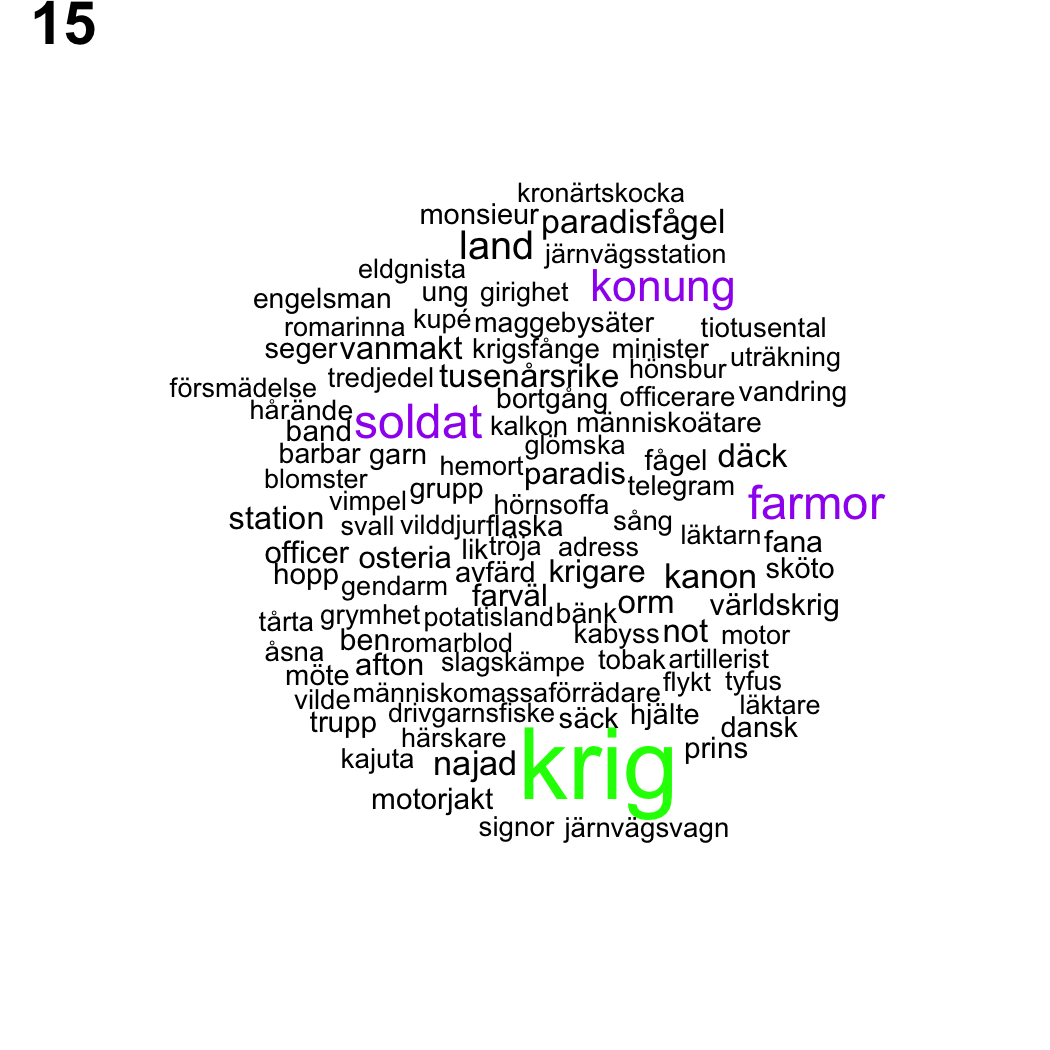 15
kronärtskocka
monsieur paradisfågel
land järnvägsstation
eldgnista
engelsman ung girighet konung
romarinna kupé maggebysäter tiotusental
seger vanmakt krigsfånge minister uträkning
försmädelse tredjedel tusenårsrike hönsbur
bortgång officerare vandring
hårände soldat kalkon människoätare
band glömska
barbar garn hemort paradis fågel däck
blomster grupp telegram
vimpel hörnsoffa farmor
station svall vilddjur flaska sång läktarn fana
officer osteria lik tröja adress
hopp gendarm avfärd krigare kanon sköto
farväl orm världskrig
tårta grymhet potatisland bänk
åsna ben romarblod kabyss not motor
möte afton slagskämpe tobak artillerist
vilde människomassa förrädare flykt tyfus
trupp drivgarnsfiske säck hjälte läktare
härskare dansk
kajuta najad krig prins
motorjakt
signor järnvägsvagn